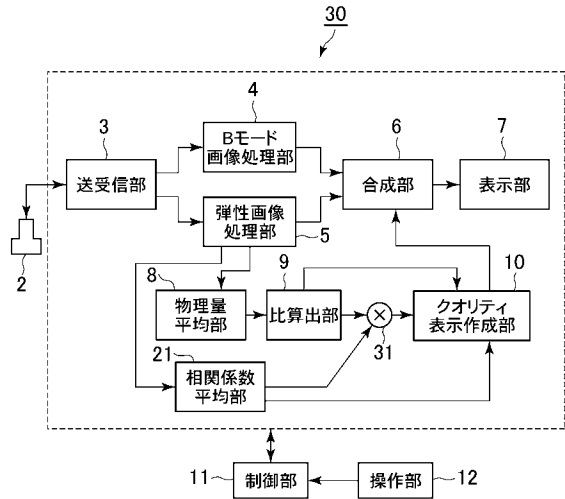 30
4
3
Bモード
画像処理部
6
7
送受信部
合成部
表示部
弾性画像
処理部
5
2
8
9
10
物理量
平均部
比算出部
×
クオリティ
表示作成部
31
21
相関係数
平均部
11
制御部
操作部
12